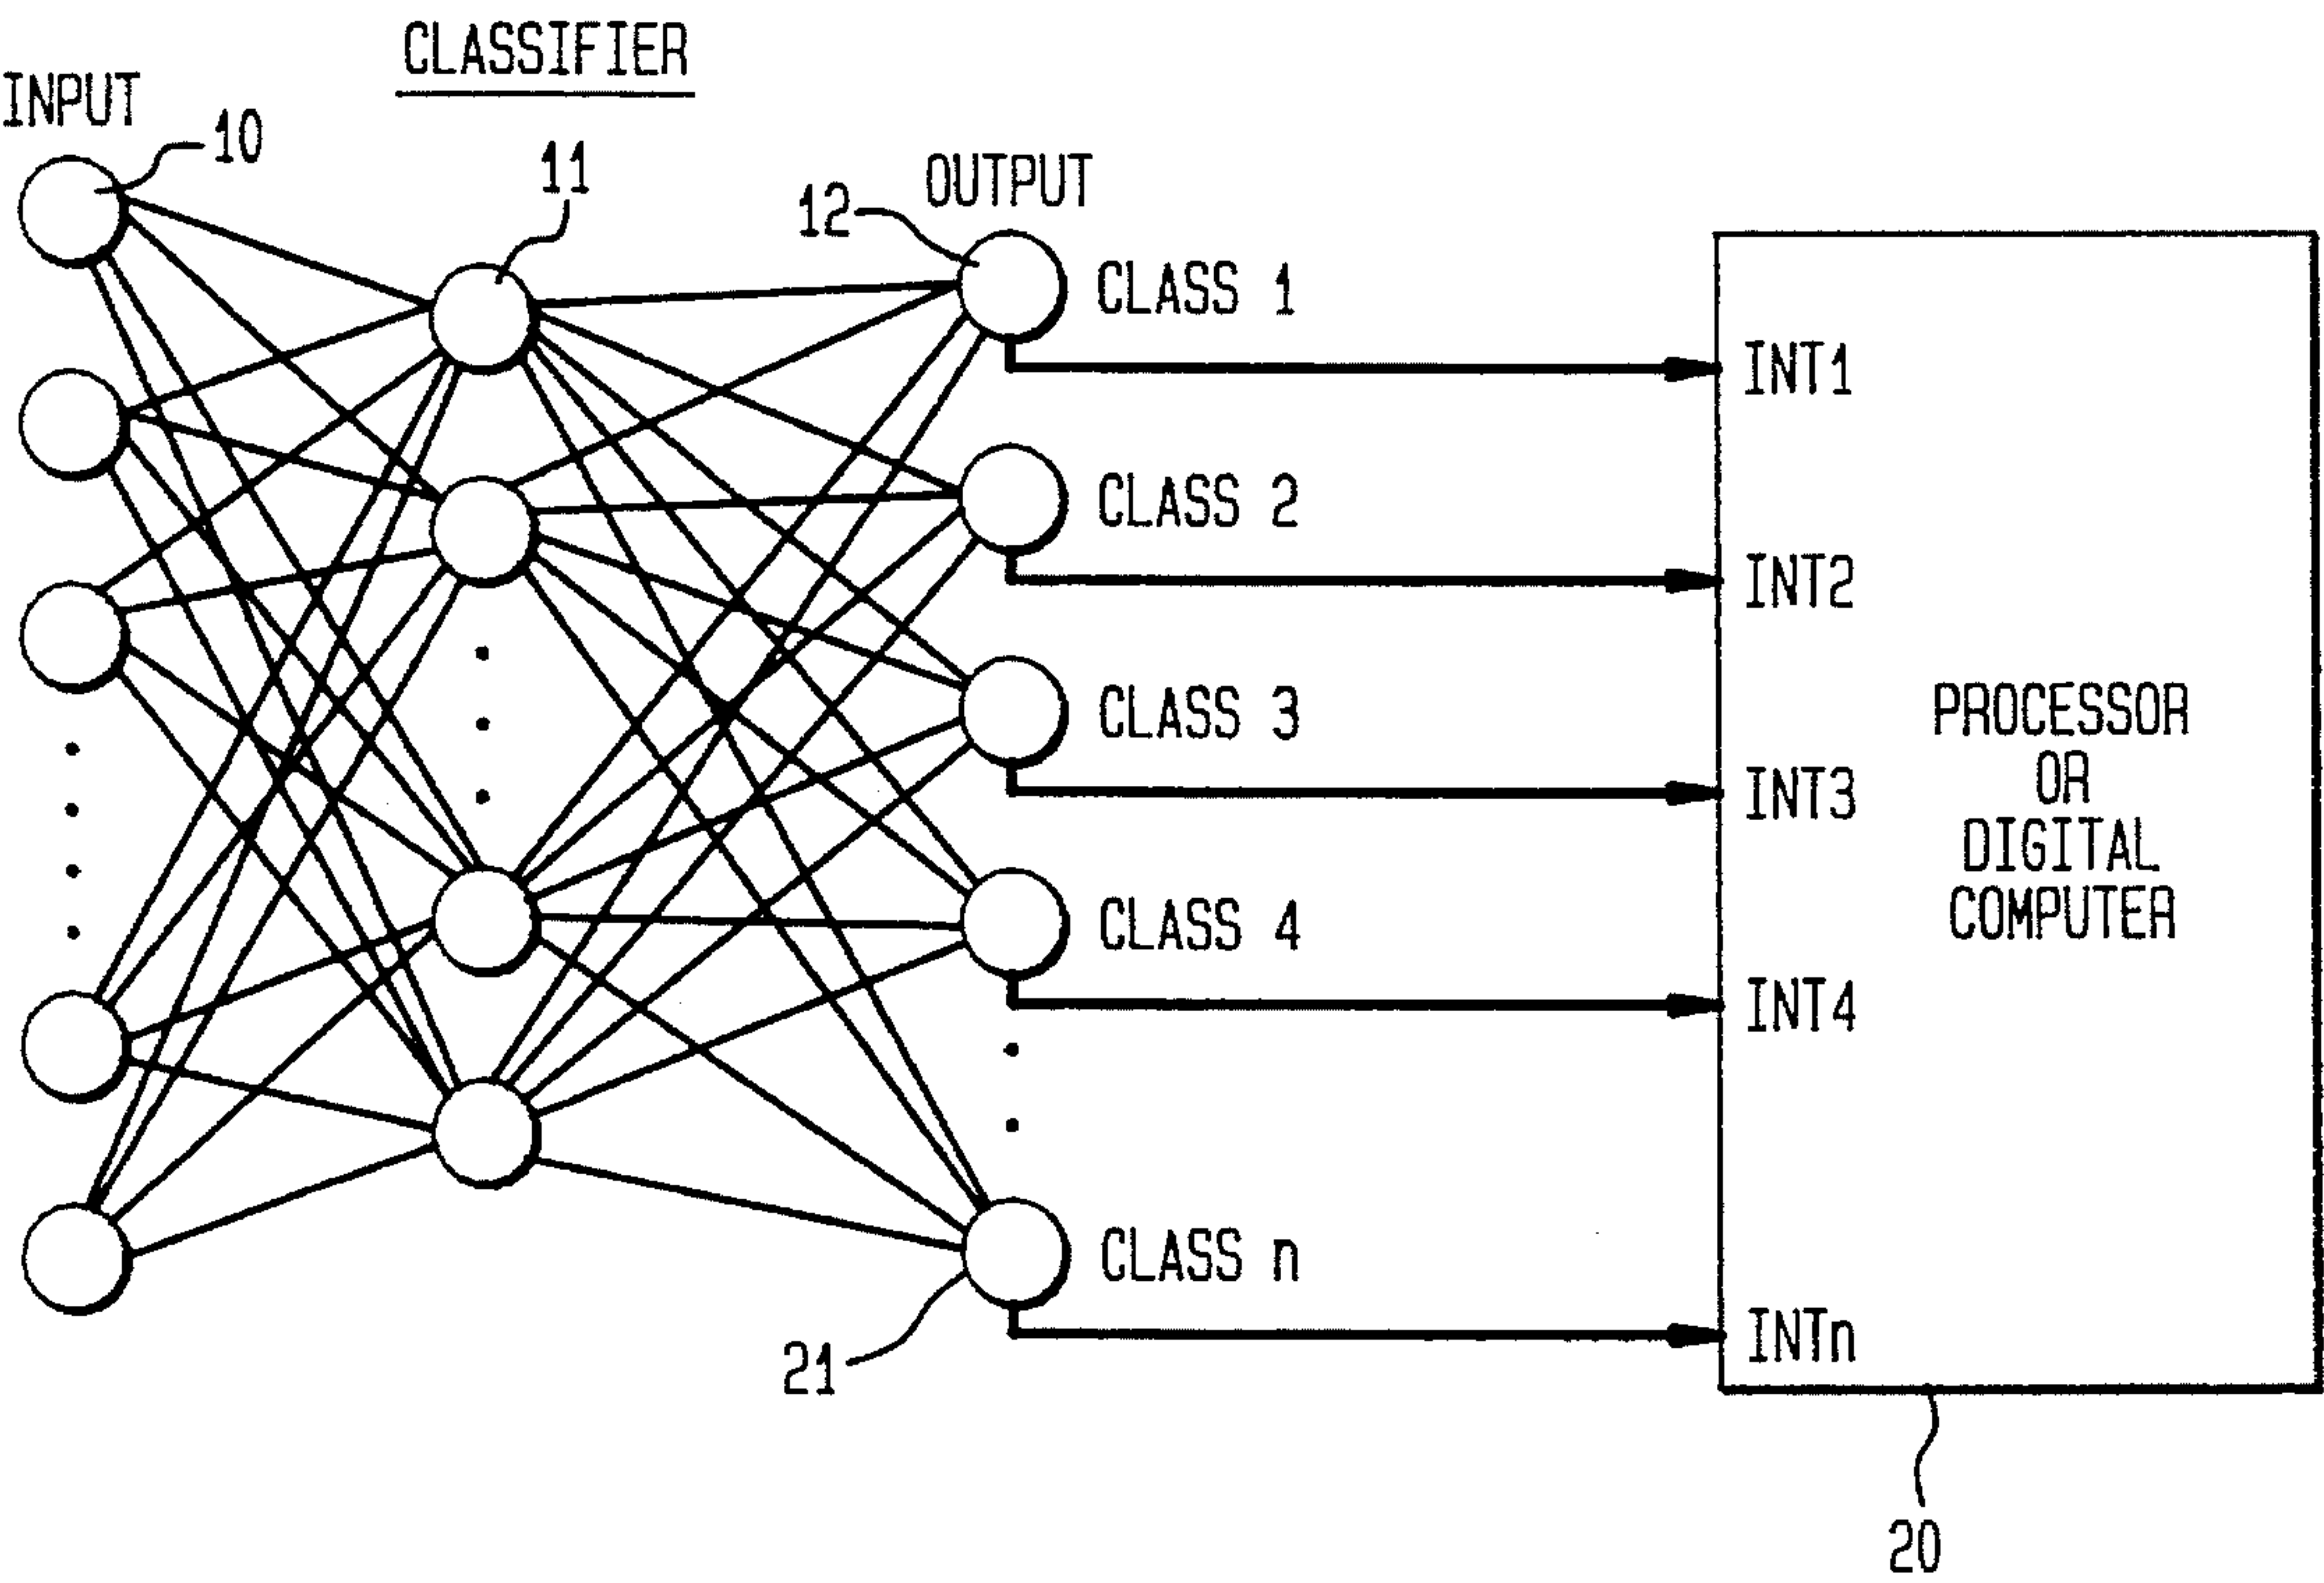 CLASSIFIER
INPUT
10
11
12
OUTPUT
CLASS 1
INT1
CLASS 2
INT2
CLASS 3
INT3
PROCESSOR
OR
DIGITAL
COMPUTER
CLASS 4
INT4
CLASS n
INTn
21
20